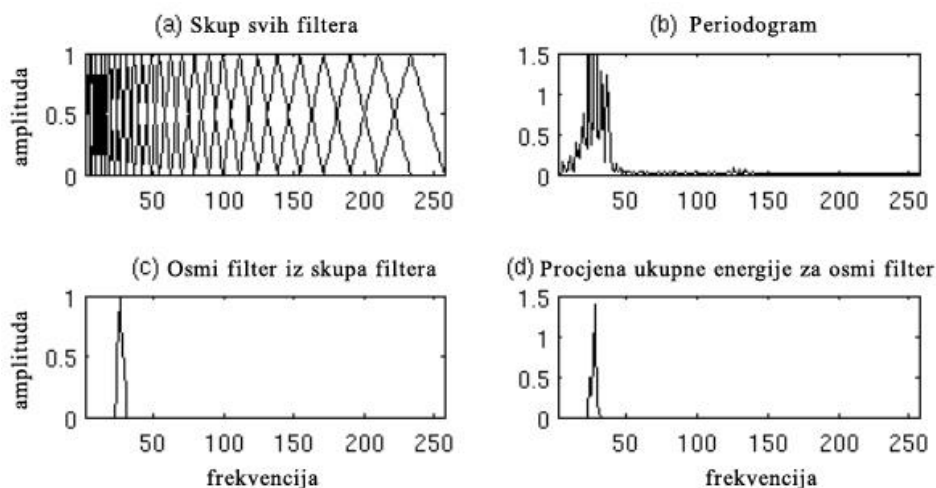 (a) Skup svih filtera
(b) Periodogram
amplituda
1
0.5
0
50 100 150 200 250
1.5
1
0.5
0
50 100 150 200 250
(c) Osmi filter iz skupa filtera
(d) Procjena ukupne energije za osmi filter
amplituda
1
0.5
0
50 100 150 200 250
frekvencija
1.5
1
0.5
0
50 100 150 200 250
frekvencija